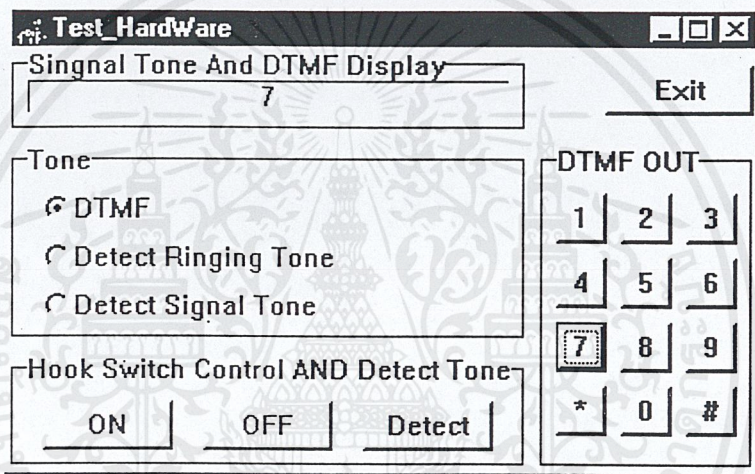 Test_HardWare
Singnal Tone And DTMF Display
7
Exit
Tone
DTMF
Detect Ringing Tone
Detect Signal Tone
DTMF OUT
1 2 3
4 5 6
7 8 9
* 0 #
Hook Switch Control AND Detect Tone
ON OFF Detect